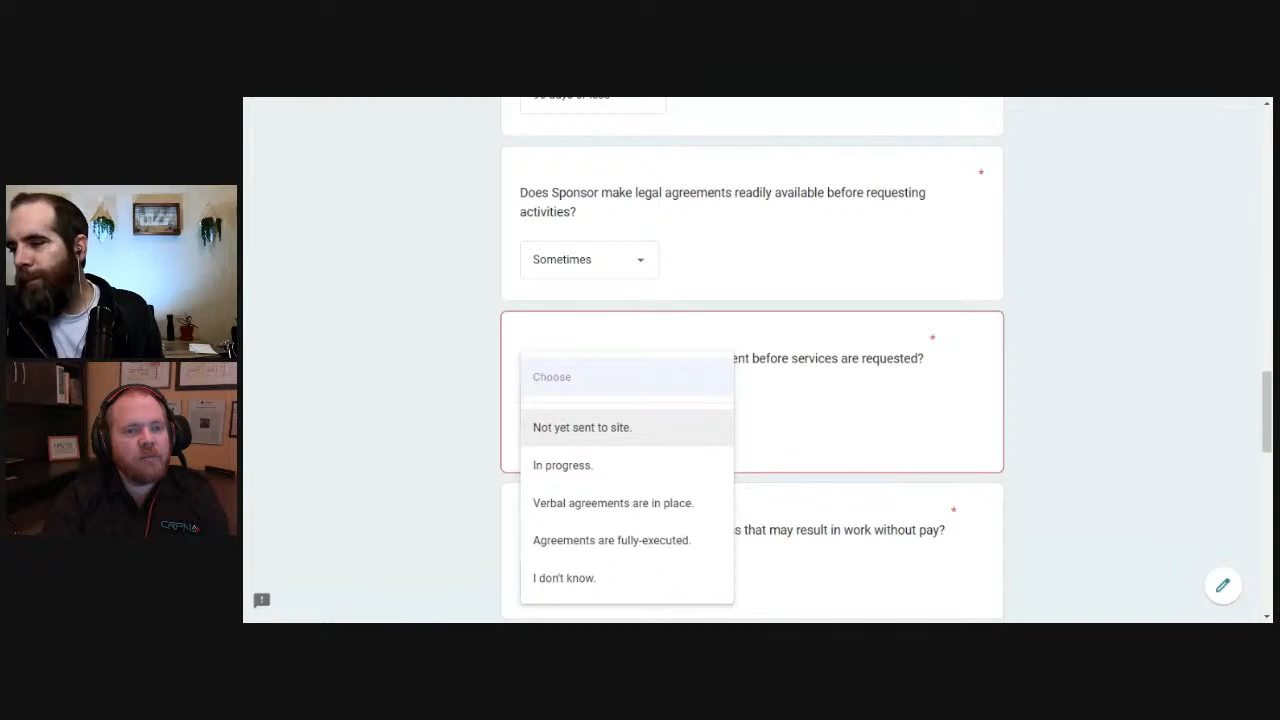 Does Sponsor make legal agreements readily available before requesting
activities?
*
Sometimes
*
before services are requested?
Choose
Not yet sent to site.
In progress.
Verbal agreements are in place.
Agreements are fully-executed.
I don't know.
*
that may result in work without pay?
CRPN